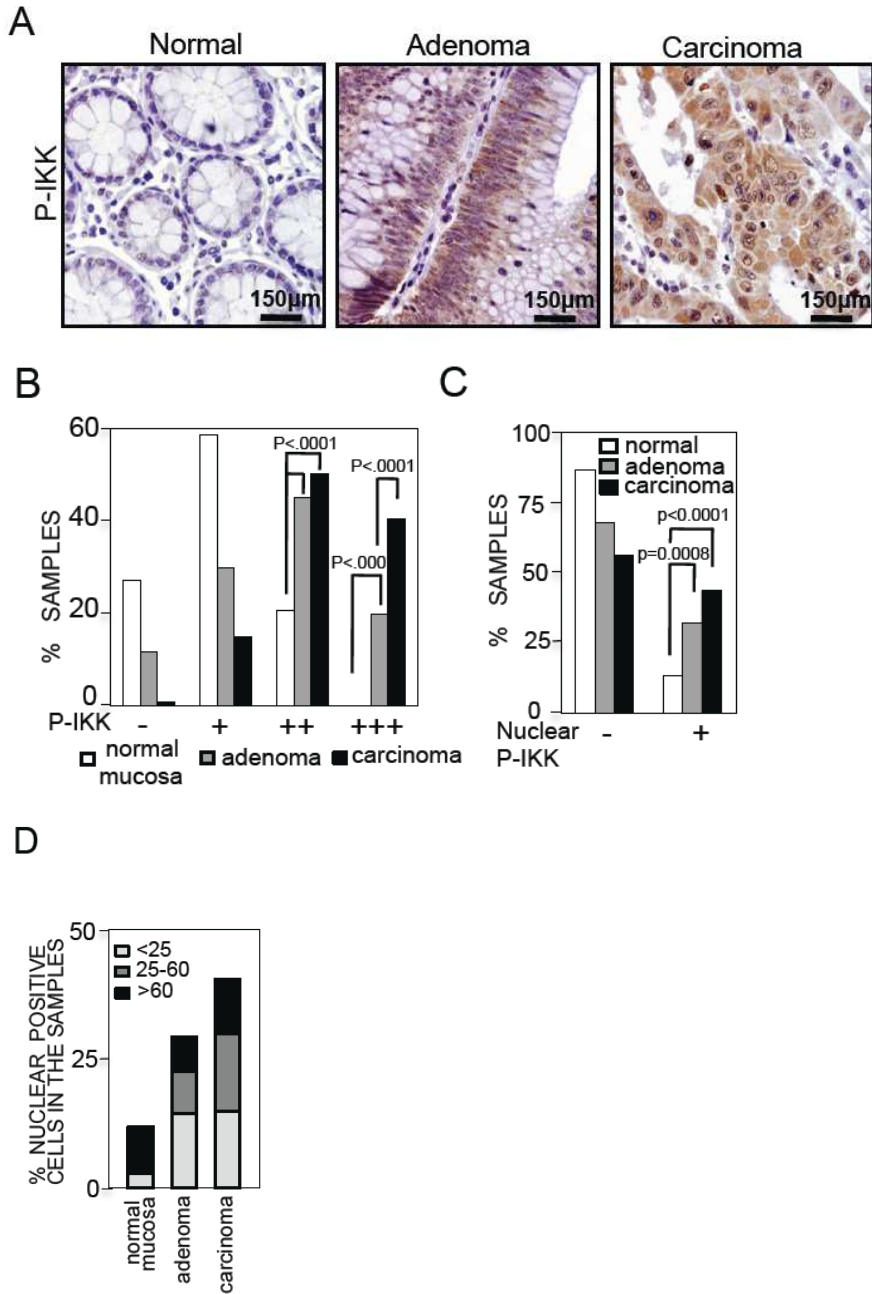 A
Normal
Adenoma
Carcinoma
P-IKK
150µm
150µm
150µm
B
% SAMPLES
60
40
20
0
P<.0001
P<.000
P<.0001
P-IKK - + ++ +++
normal mucosa
adenoma
carcinoma
C
% SAMPLES
100
75
50
25
0
normal
adenoma
carcinoma
p<0.0001
p=0.0008
Nuclear - +
P-IKK
D
% NUCLEAR POSITIVE
CELLS IN THE SAMPLES
50
25
0
<25
25-60
>60
normal
mucosa
adenoma
carcinoma